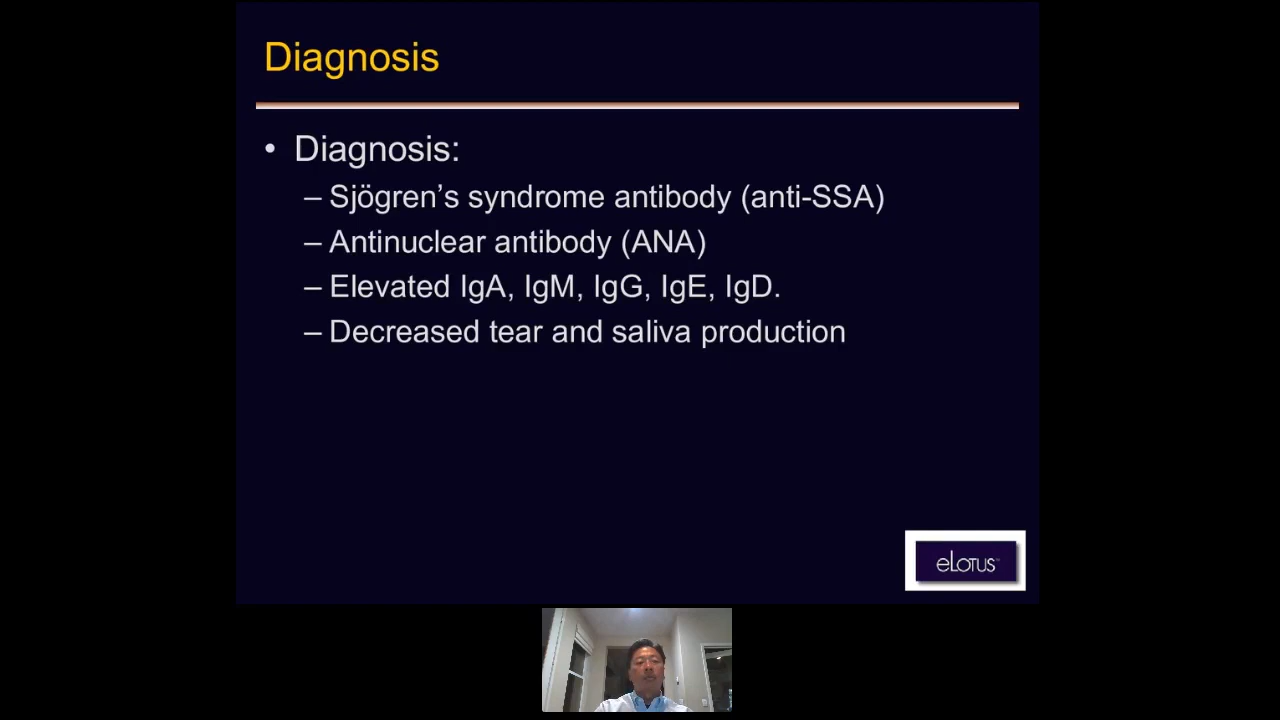 Diagnosis
• Diagnosis:
– Sjögren’s syndrome antibody (anti-SSA)
– Antinuclear antibody (ANA)
– Elevated IgA, IgM, IgG, IgE, IgD.
– Decreased tear and saliva production
eLOTUS™